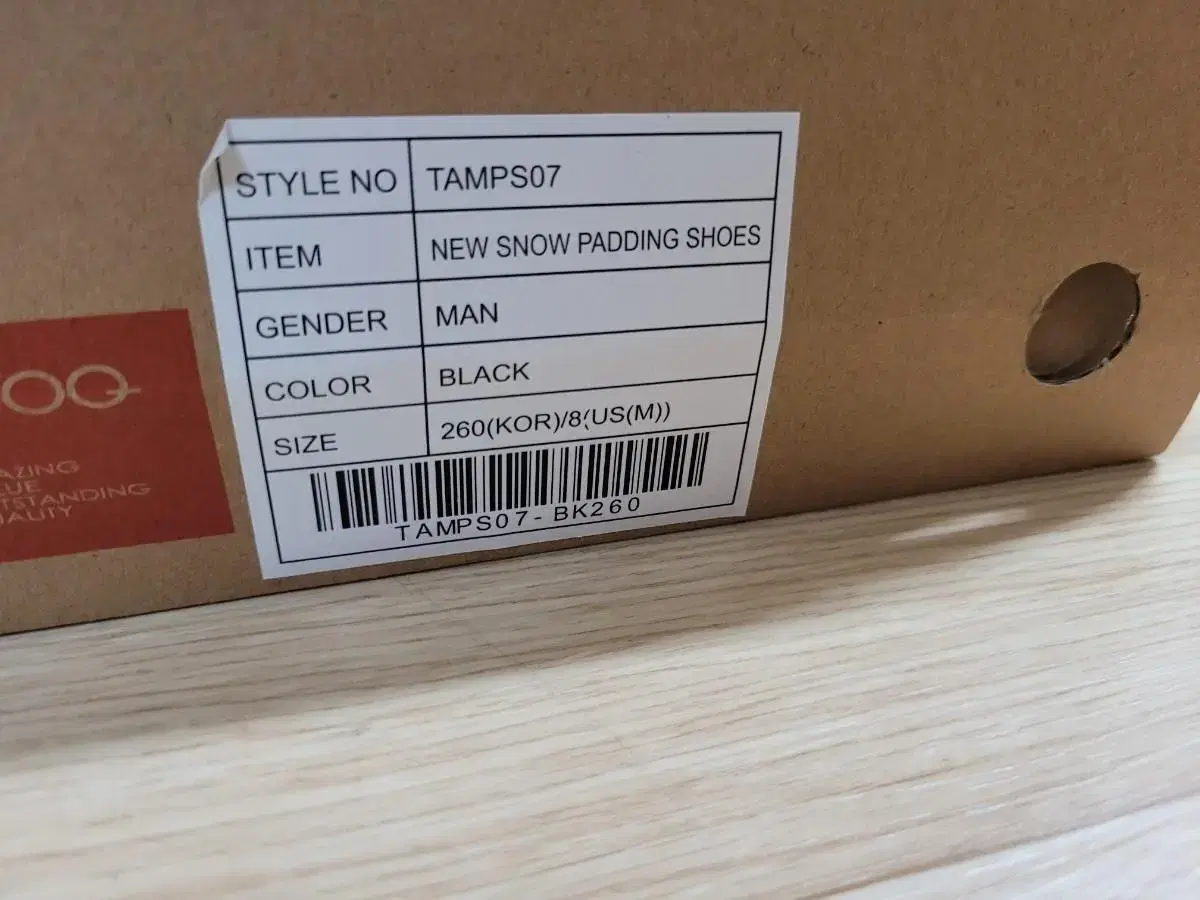 STYLE NO TAMPS07
ITEM NEW SNOW PADDING SHOES
GENDER MAN
COLOR BLACK
SIZE 260(KOR)/8(US(M))
TAMPS07-BK260
OQ
AZING
UE
TSTANDING
ALITY